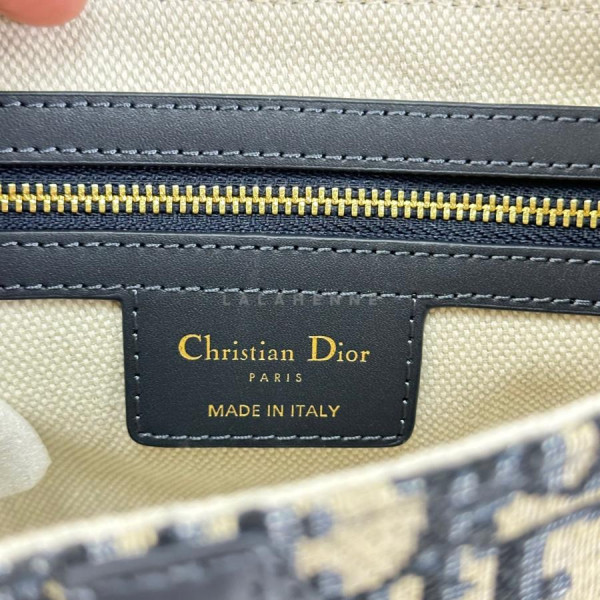 LALAHENNE
Christian Dior
PARIS
MADE IN ITALY